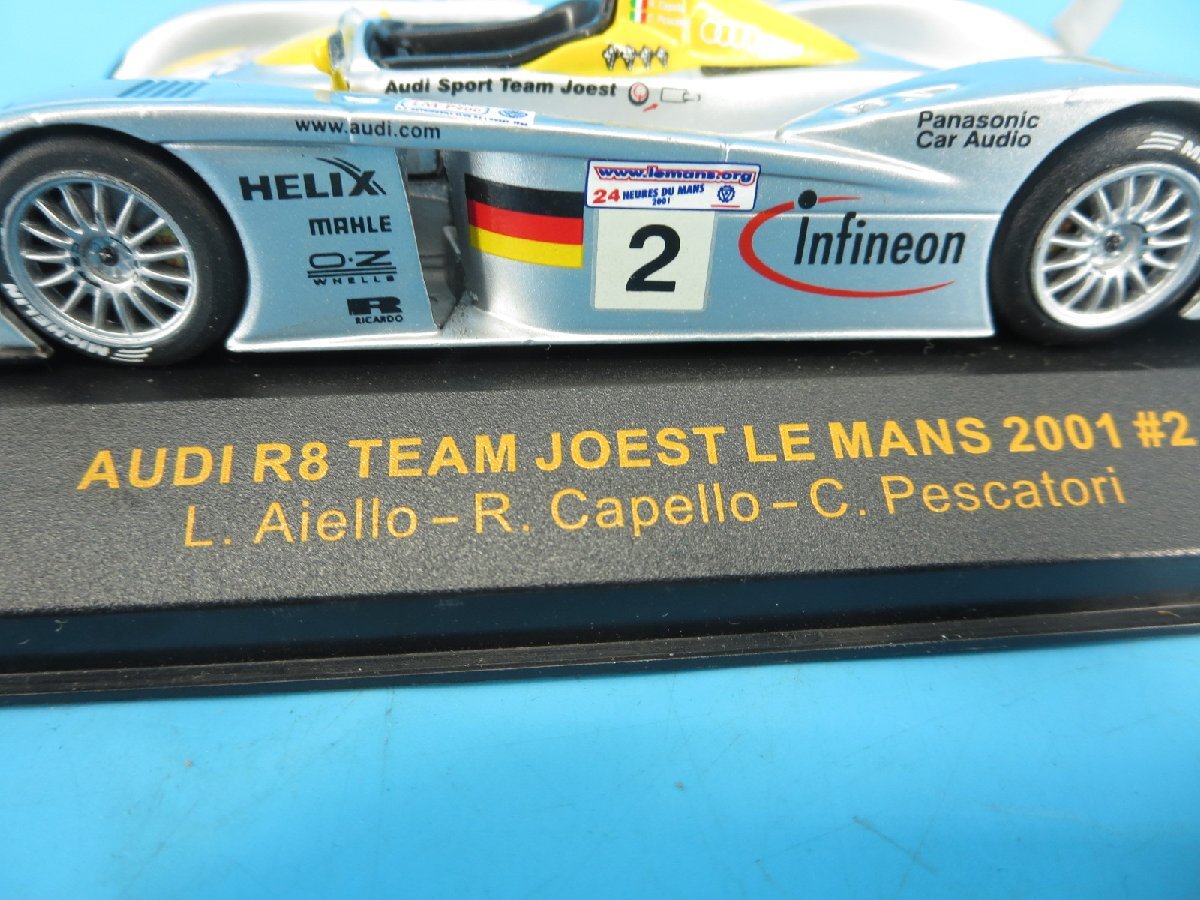 Audi Sport Team Joest
www.audi.com
Panasonic
Car Audio
HELIX
MAHLE
O·Z
WHEELS
RICARDO
www.lemans.org
24 HEURES DU MANS
2001
2
Infineon
MICHELIN
AUDI R8 TEAM JOEST LE MANS 2001 #2
L. Aiello – R. Capello – C. Pescatori